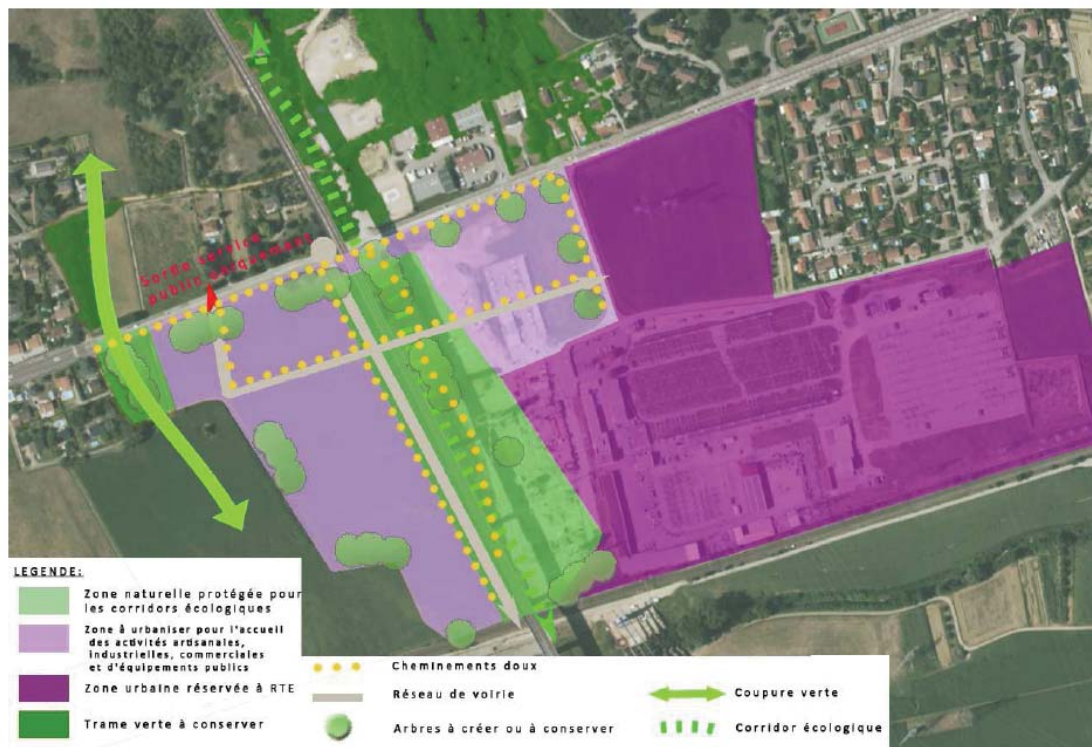 Sortie service
public uniquement
LEGENDE:
Zone naturelle protégée pour
les corridors écologiques
Zone à urbaniser pour l'accueil
des activités artisanales,
industrielles, commerciales
et d'équipements publics
Zone urbaine réservée à RTE
Trame verte à conserver
Cheminements doux
Réseau de voirie
Arbres à créer ou à conserver
Coupure verte
Corridor écologique